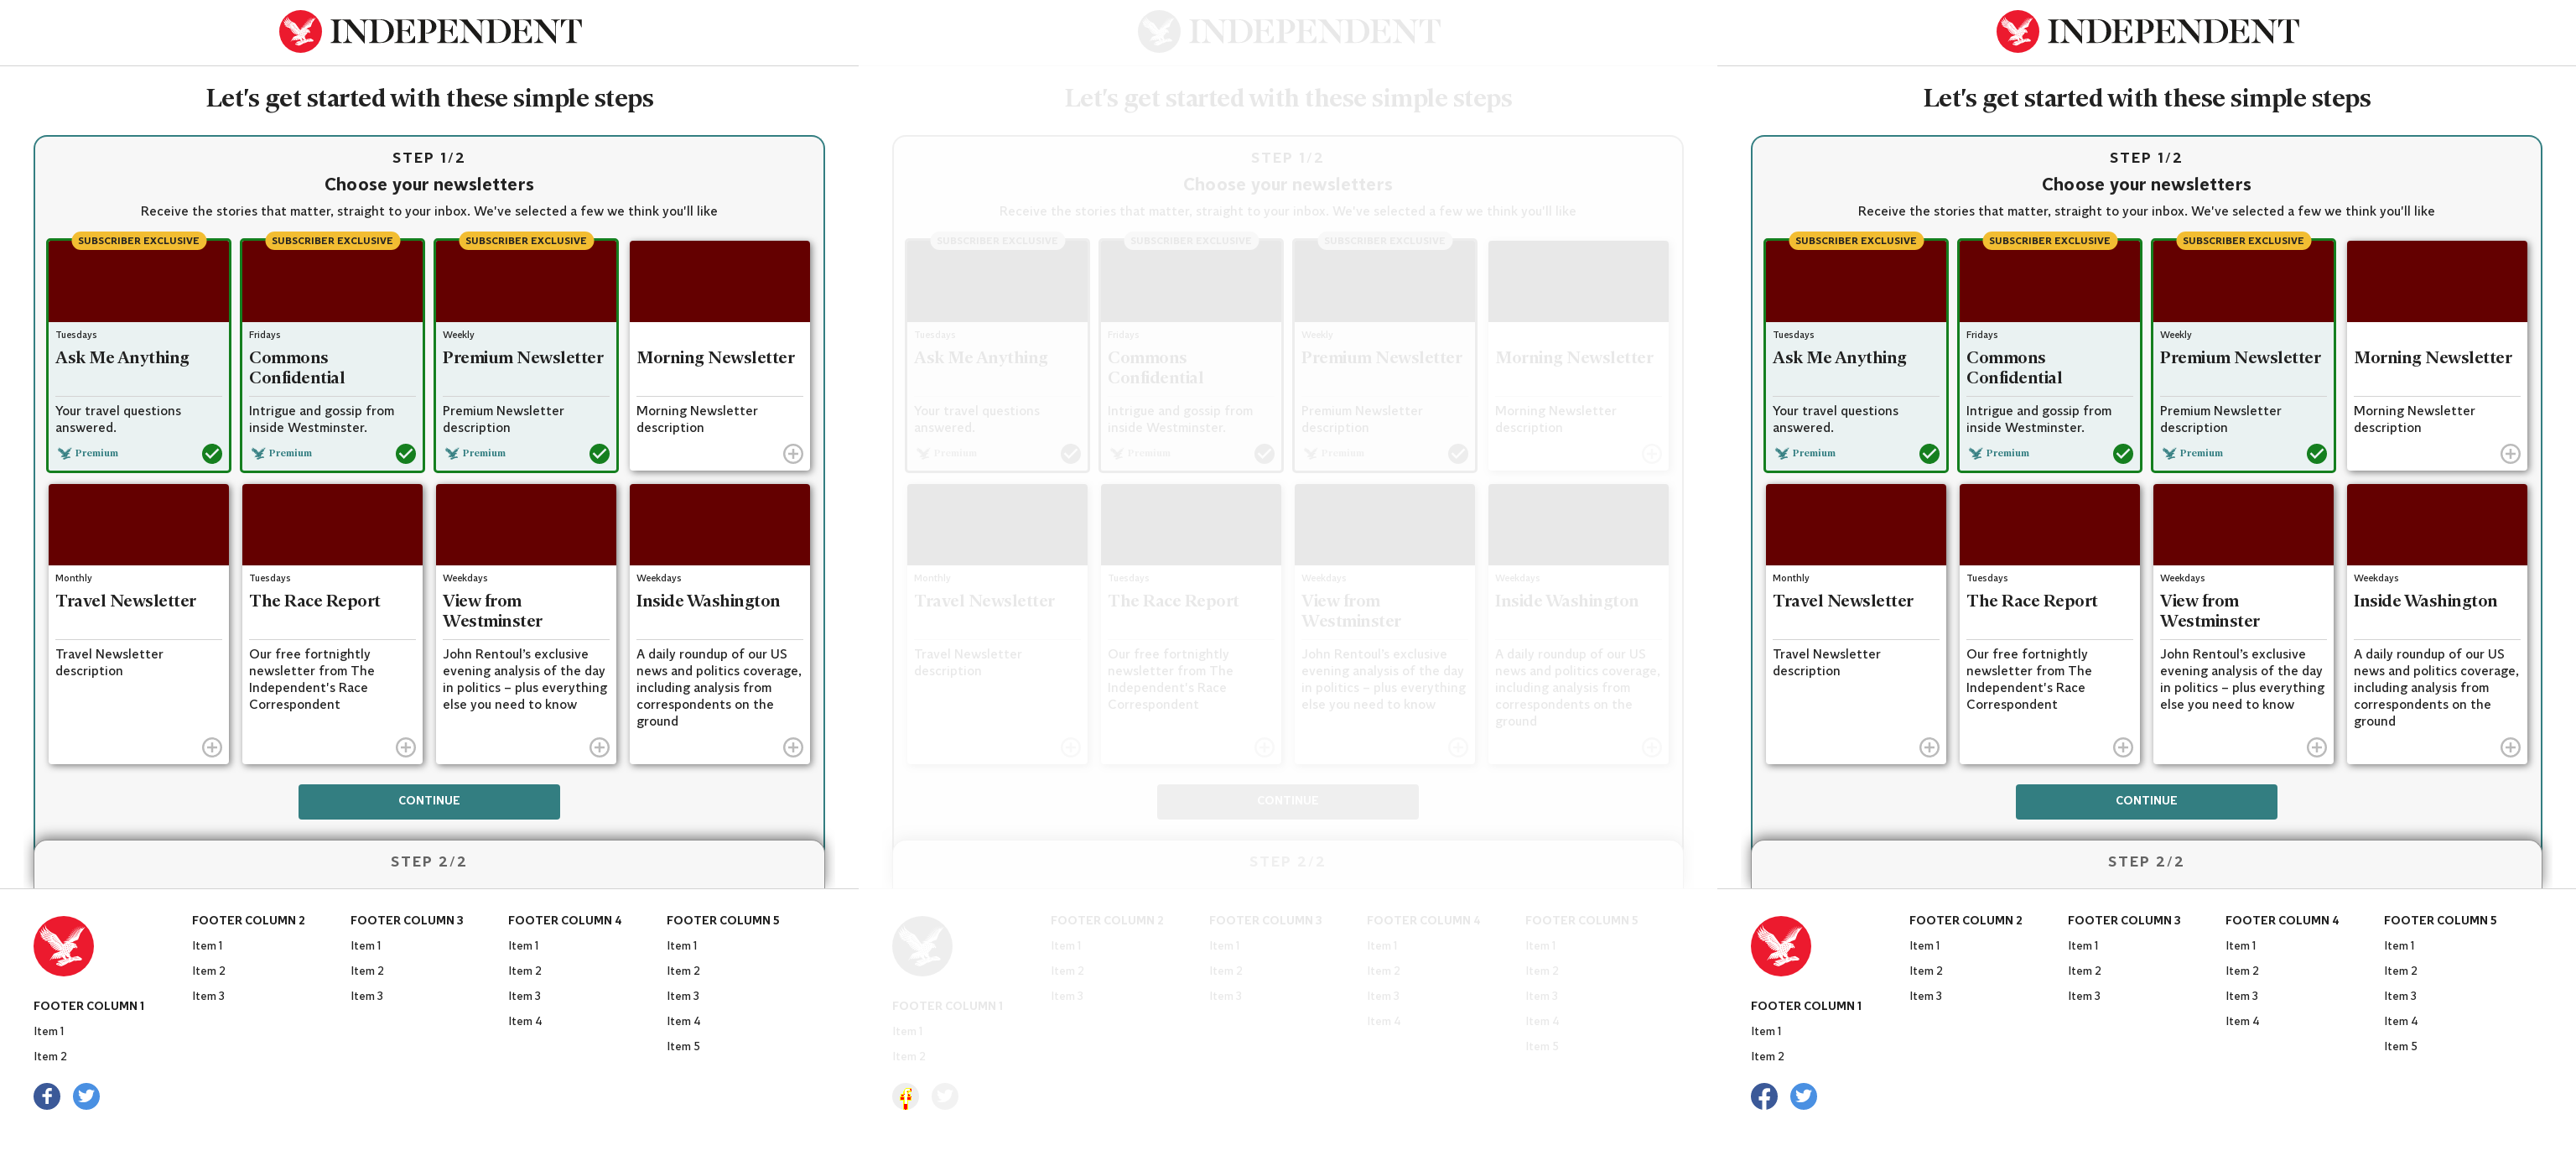 INDEPENDENT
Let's get started with these simple steps
STEP 1/2
Choose your newsletters
Receive the stories that matter, straight to your inbox. We've selected a few we think you'll like
SUBSCRIBER EXCLUSIVE
Tuesdays
Ask Me Anything
Your travel questions
answered.
Premium
SUBSCRIBER EXCLUSIVE
Fridays
Commons
Confidential
Intrigue and gossip from
inside Westminster.
Premium
SUBSCRIBER EXCLUSIVE
Weekly
Premium Newsletter
Premium Newsletter
description
Premium
Morning Newsletter
Morning Newsletter
description
Monthly
Travel Newsletter
Travel Newsletter
description
Tuesdays
The Race Report
Our free fortnightly
newsletter from The
Independent's Race
Correspondent
Weekdays
View from
Westminster
John Rentoul’s exclusive
evening analysis of the day
in politics – plus everything
else you need to know
Weekdays
Inside Washington
A daily roundup of our US
news and politics coverage,
including analysis from
correspondents on the
ground
CONTINUE
STEP 2/2
FOOTER COLUMN 1
Item 1
Item 2
FOOTER COLUMN 2
Item 1
Item 2
Item 3
FOOTER COLUMN 3
Item 1
Item 2
Item 3
FOOTER COLUMN 4
Item 1
Item 2
Item 3
Item 4
FOOTER COLUMN 5
Item 1
Item 2
Item 3
Item 4
Item 5
INDEPENDENT
Let's get started with these simple steps
STEP 1/2
Choose your newsletters
Receive the stories that matter, straight to your inbox. We've selected a few we think you'll like
SUBSCRIBER EXCLUSIVE
Tuesdays
Ask Me Anything
Your travel questions
answered.
Premium
SUBSCRIBER EXCLUSIVE
Fridays
Commons
Confidential
Intrigue and gossip from
inside Westminster.
Premium
SUBSCRIBER EXCLUSIVE
Weekly
Premium Newsletter
Premium Newsletter
description
Premium
Morning Newsletter
Morning Newsletter
description
Monthly
Travel Newsletter
Travel Newsletter
description
Tuesdays
The Race Report
Our free fortnightly
newsletter from The
Independent's Race
Correspondent
Weekdays
View from
Westminster
John Rentoul’s exclusive
evening analysis of the day
in politics – plus everything
else you need to know
Weekdays
Inside Washington
A daily roundup of our US
news and politics coverage,
including analysis from
correspondents on the
ground
CONTINUE
STEP 2/2
FOOTER COLUMN 1
Item 1
Item 2
FOOTER COLUMN 2
Item 1
Item 2
Item 3
FOOTER COLUMN 3
Item 1
Item 2
Item 3
FOOTER COLUMN 4
Item 1
Item 2
Item 3
Item 4
FOOTER COLUMN 5
Item 1
Item 2
Item 3
Item 4
Item 5
INDEPENDENT
Let's get started with these simple steps
STEP 1/2
Choose your newsletters
Receive the stories that matter, straight to your inbox. We've selected a few we think you'll like
SUBSCRIBER EXCLUSIVE
Tuesdays
Ask Me Anything
Your travel questions
answered.
Premium
SUBSCRIBER EXCLUSIVE
Fridays
Commons
Confidential
Intrigue and gossip from
inside Westminster.
Premium
SUBSCRIBER EXCLUSIVE
Weekly
Premium Newsletter
Premium Newsletter
description
Premium
Morning Newsletter
Morning Newsletter
description
Monthly
Travel Newsletter
Travel Newsletter
description
Tuesdays
The Race Report
Our free fortnightly
newsletter from The
Independent's Race
Correspondent
Weekdays
View from
Westminster
John Rentoul’s exclusive
evening analysis of the day
in politics – plus everything
else you need to know
Weekdays
Inside Washington
A daily roundup of our US
news and politics coverage,
including analysis from
correspondents on the
ground
CONTINUE
STEP 2/2
FOOTER COLUMN 1
Item 1
Item 2
FOOTER COLUMN 2
Item 1
Item 2
Item 3
FOOTER COLUMN 3
Item 1
Item 2
Item 3
FOOTER COLUMN 4
Item 1
Item 2
Item 3
Item 4
FOOTER COLUMN 5
Item 1
Item 2
Item 3
Item 4
Item 5